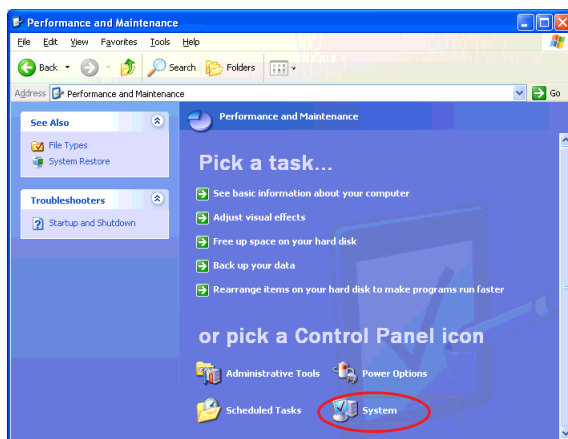 Performance and Maintenance
File Edit View Favorites Tools Help
Back Search Folders
Address Performance and Maintenance Go
See Also
File Types
System Restore
Troubleshooters
Startup and Shutdown
Performance and Maintenance
Pick a task...
See basic information about your computer
Adjust visual effects
Free up space on your hard disk
Back up your data
Rearrange items on your hard disk to make programs run faster
or pick a Control Panel icon
Administrative Tools Power Options
Scheduled Tasks System